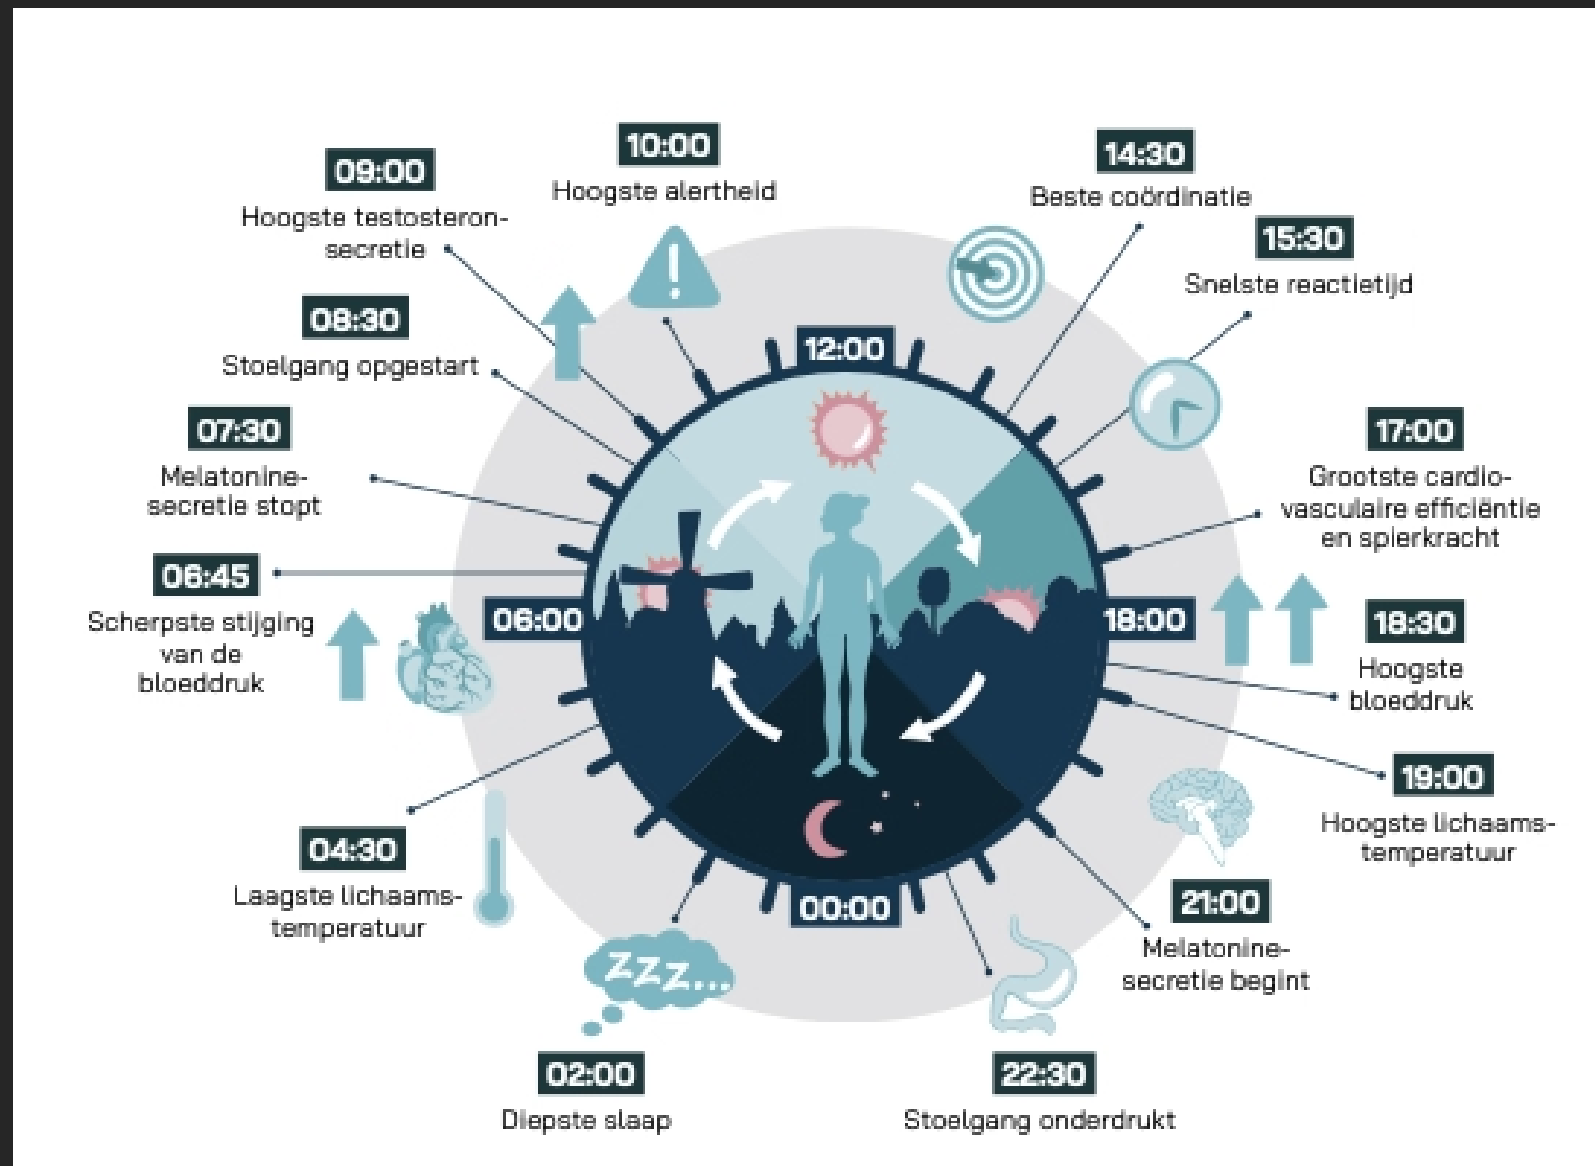 10:00
Hoogste alertheid
09:00
Hoogste testosteron-
secretie
08:30
Stoelgang opgestart
07:30
Melatonine-
secretie stopt
06:45
Scherpste stijging
van de
bloeddruk
04:30
Laagste lichaams-
temperatuur
02:00
Diepste slaap
zzz...
12:00
06:00
18:00
00:00
14:30
Beste coördinatie
15:30
Snelste reactietijd
17:00
Grootste cardio-
vasculaire efficiëntie
en spierkracht
18:30
Hoogste
bloeddruk
19:00
Hoogste lichaams-
temperatuur
21:00
Melatonine-
secretie begint
22:30
Stoelgang onderdrukt